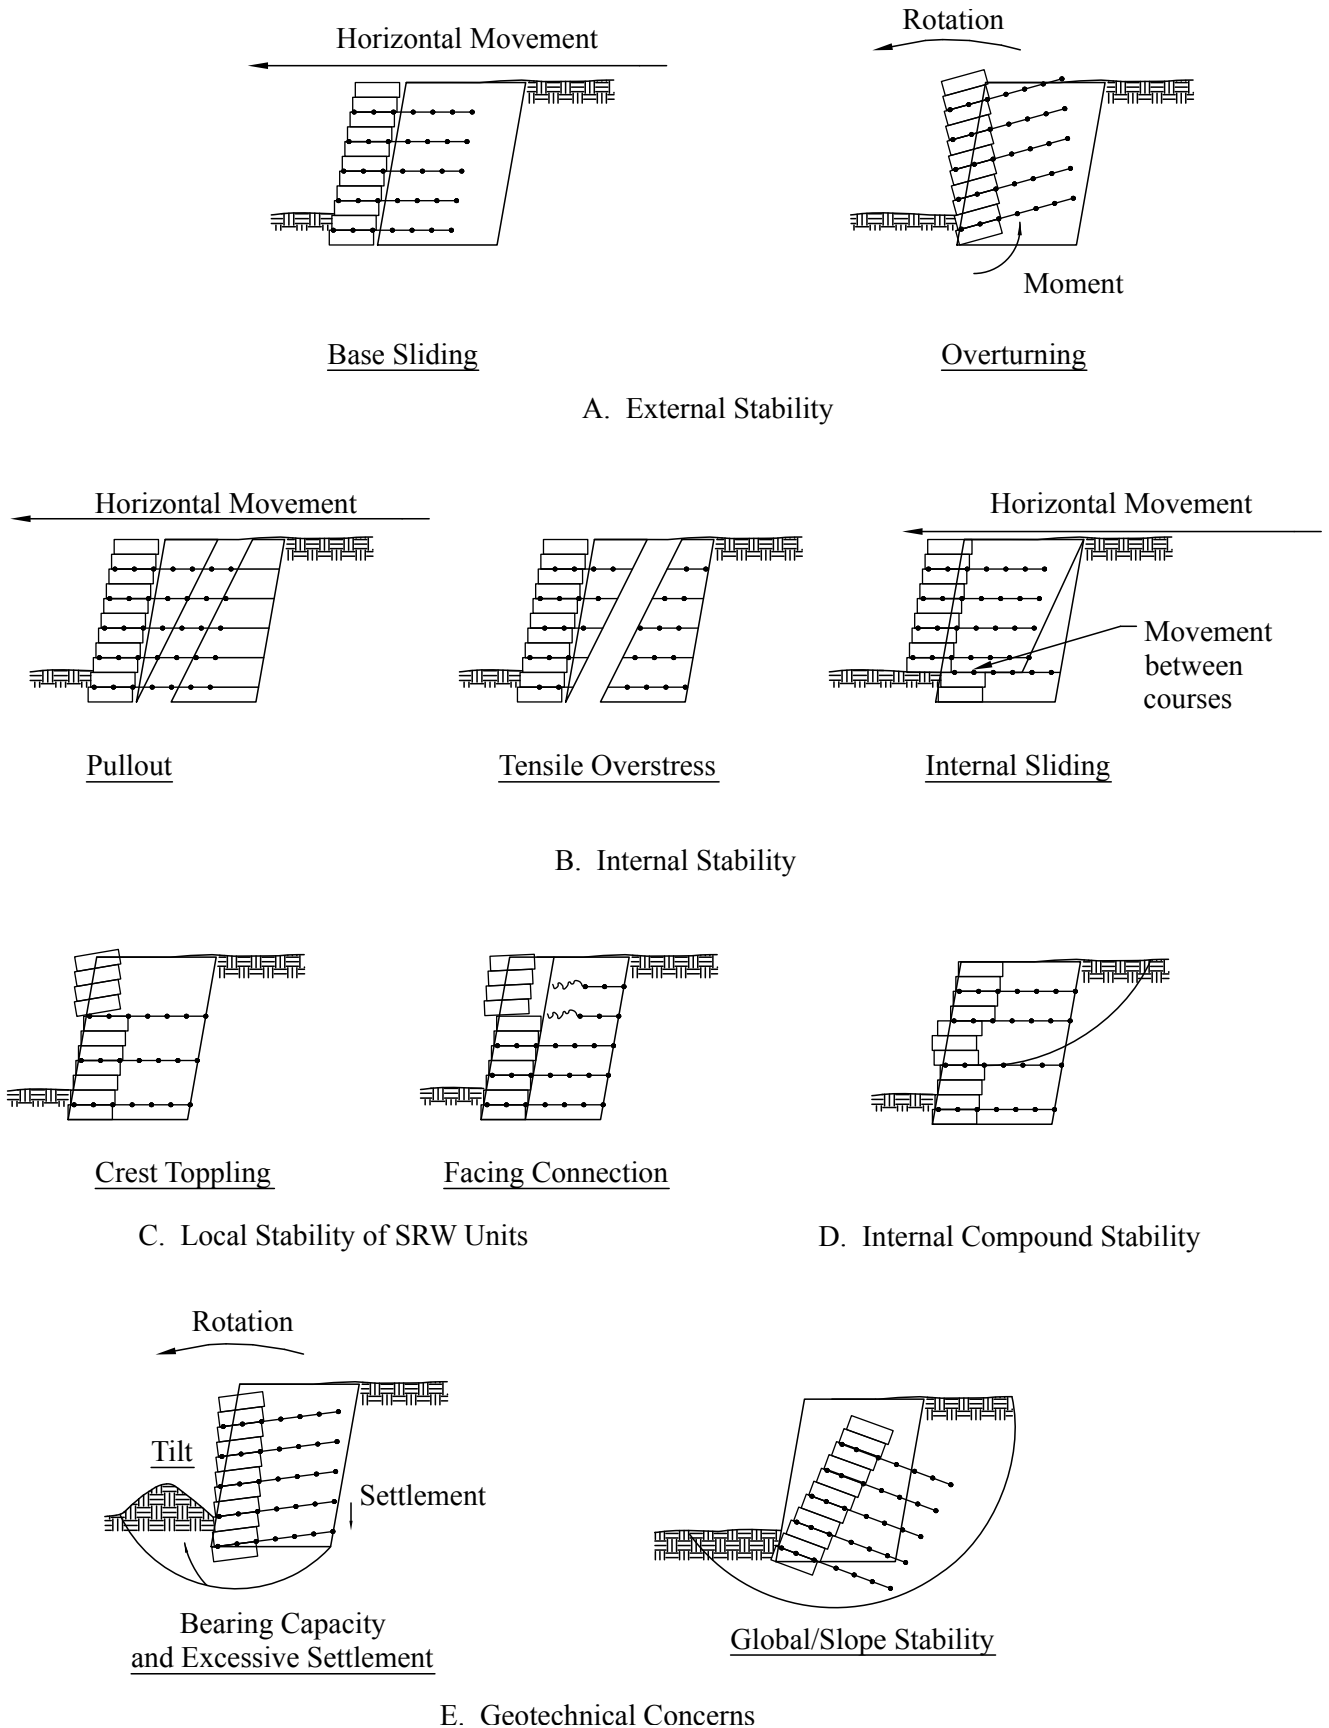 Horizontal Movement
Rotation
Moment
Base Sliding
Overturning
A. External Stability
Horizontal Movement
Horizontal Movement
Movement
between
courses
Pullout
Tensile Overstress
Internal Sliding
B. Internal Stability
Crest Toppling
Facing Connection
C. Local Stability of SRW Units
D. Internal Compound Stability
Rotation
Tilt
Settlement
Bearing Capacity
and Excessive Settlement
Global/Slope Stability
E. Geotechnical Concerns